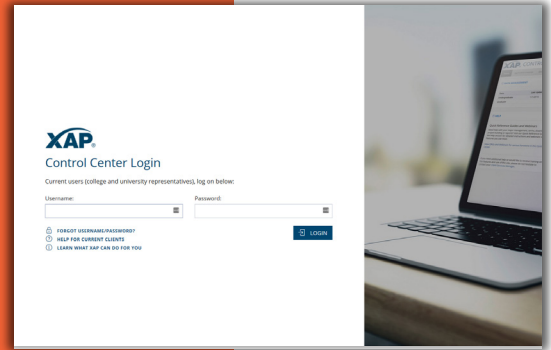 XAP®
Control Center Login
Current users (college and university representatives), log on below:
Username: Password:
FORGOT USERNAME/PASSWORD?
HELP FOR CURRENT CLIENTS
LEARN WHAT XAP CAN DO FOR YOU
LOGIN
XAP